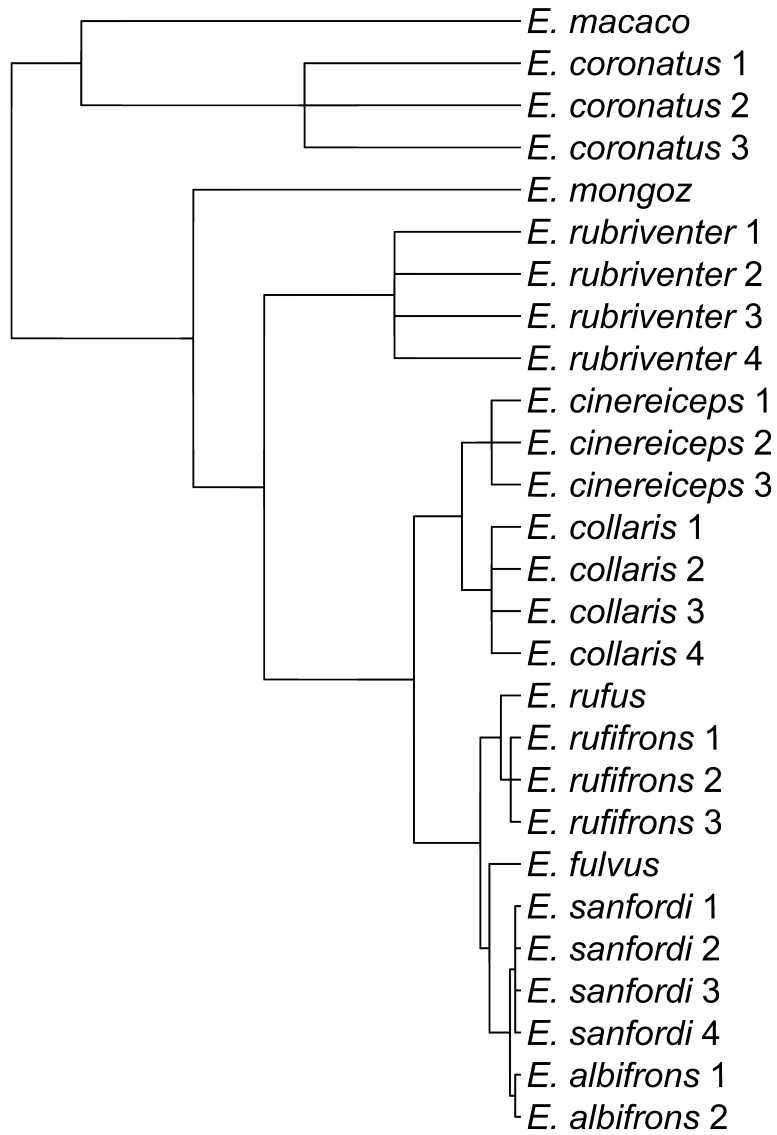 E. macaco
E. coronatus 1
E. coronatus 2
E. coronatus 3
E. mongoz
E. rubriventer 1
E. rubriventer 2
E. rubriventer 3
E. rubriventer 4
E. cinereiceps 1
E. cinereiceps 2
E. cinereiceps 3
E. collaris 1
E. collaris 2
E. collaris 3
E. collaris 4
E. rufus
E. rufifrons 1
E. rufifrons 2
E. rufifrons 3
E. fulvus
E. sanfordi 1
E. sanfordi 2
E. sanfordi 3
E. sanfordi 4
E. albifrons 1
E. albifrons 2